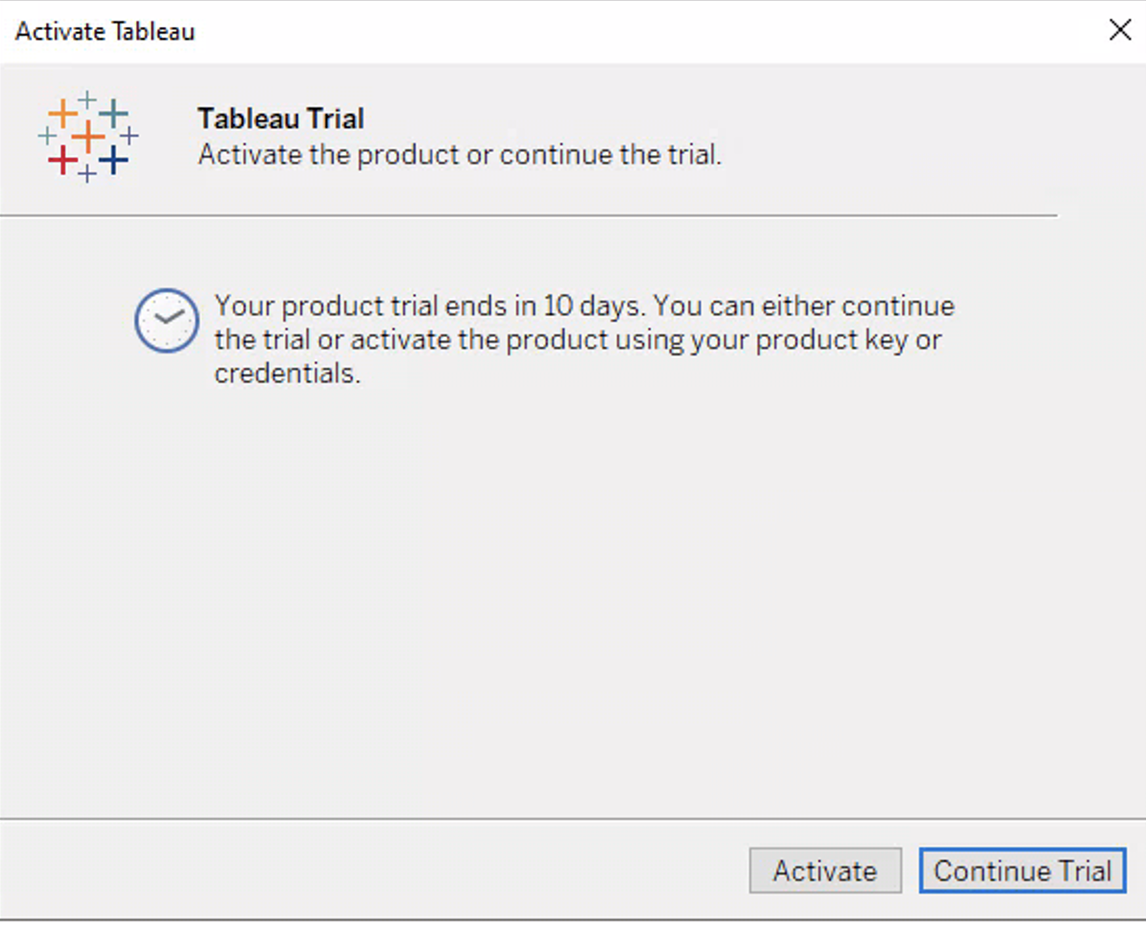 Activate Tableau
Tableau Trial
Activate the product or continue the trial.
Your product trial ends in 10 days. You can either continue
the trial or activate the product using your product key or
credentials.
Activate
Continue Trial